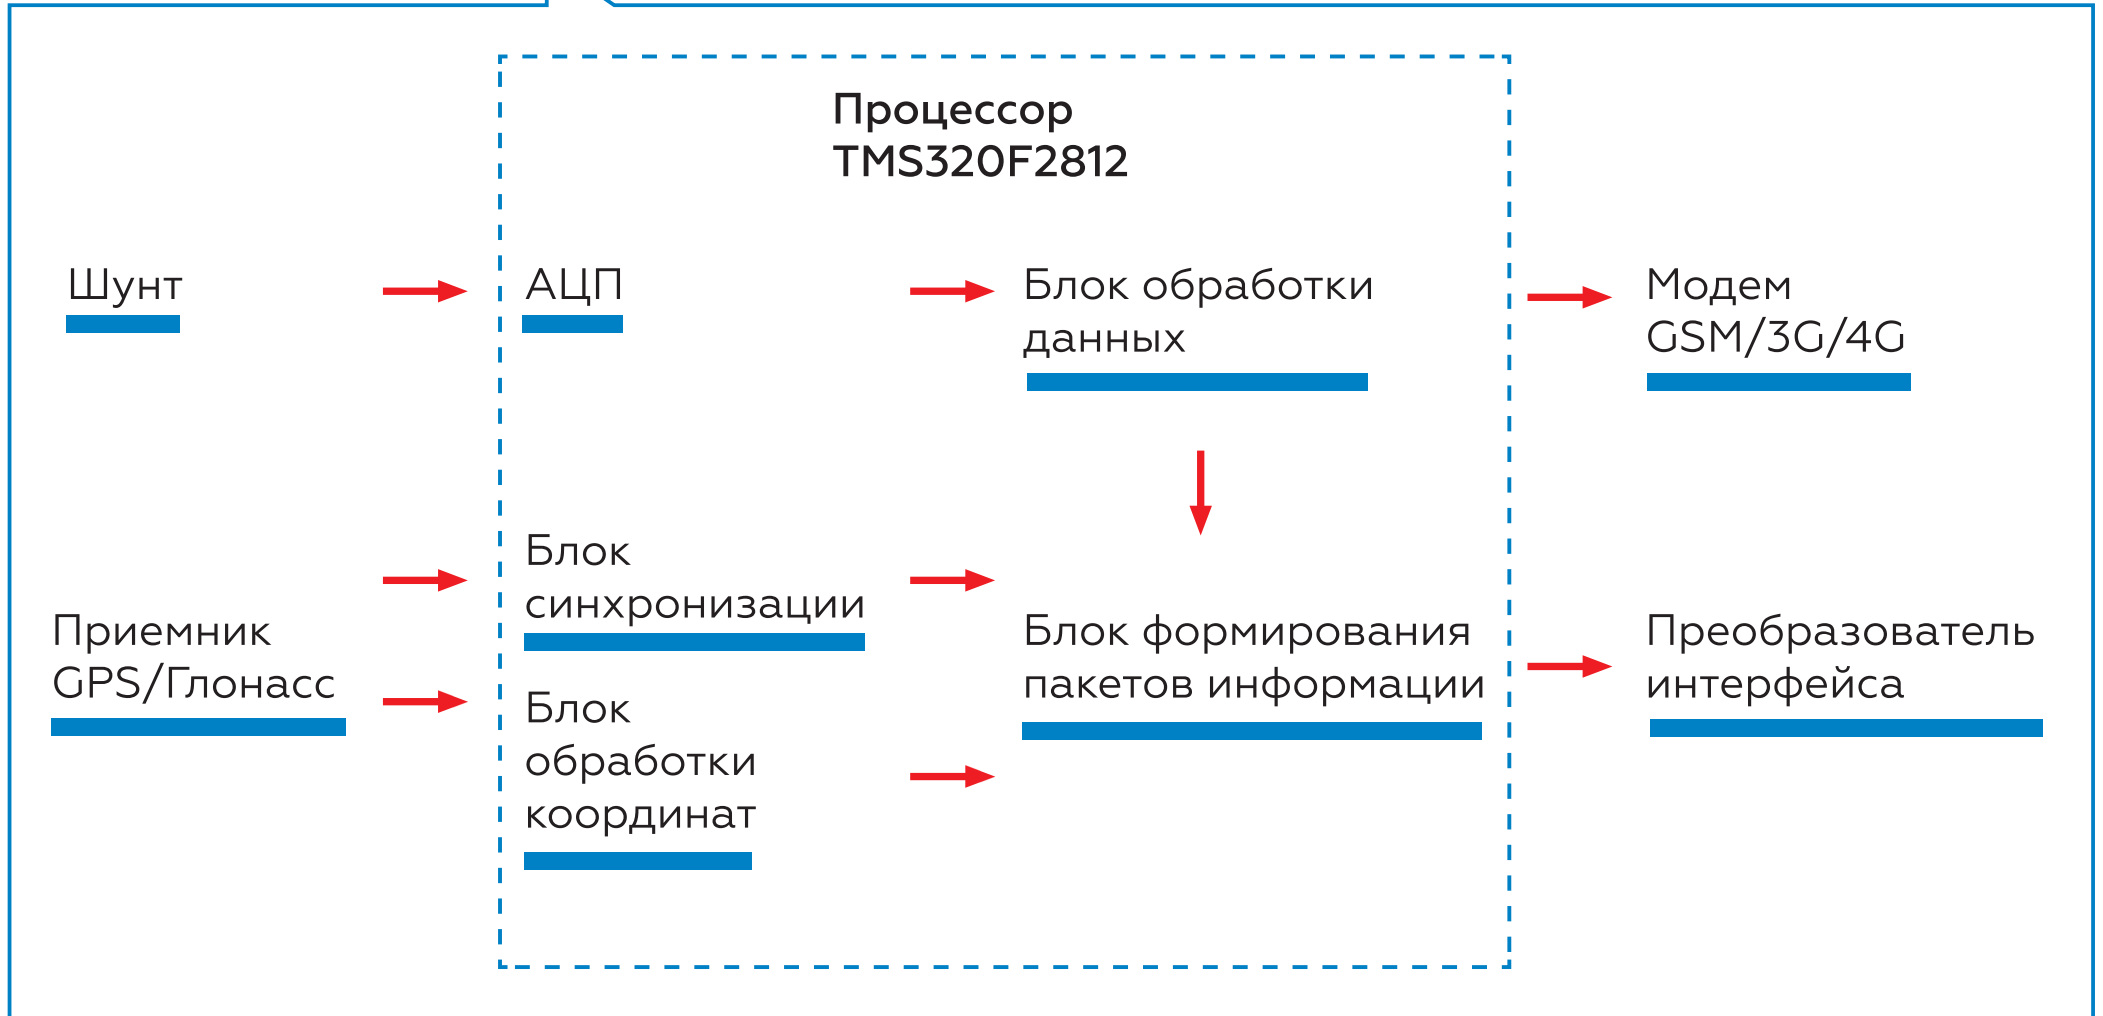 Процессор
TMS320F2812
Шунт
АЦП
Блок обработки
данных
Модем
GSM/3G/4G
Приемник
GPS/Глонасс
Блок
синхронизации
Блок
обработки
координат
Блок формирования
пакетов информации
Преобразователь
интерфейса